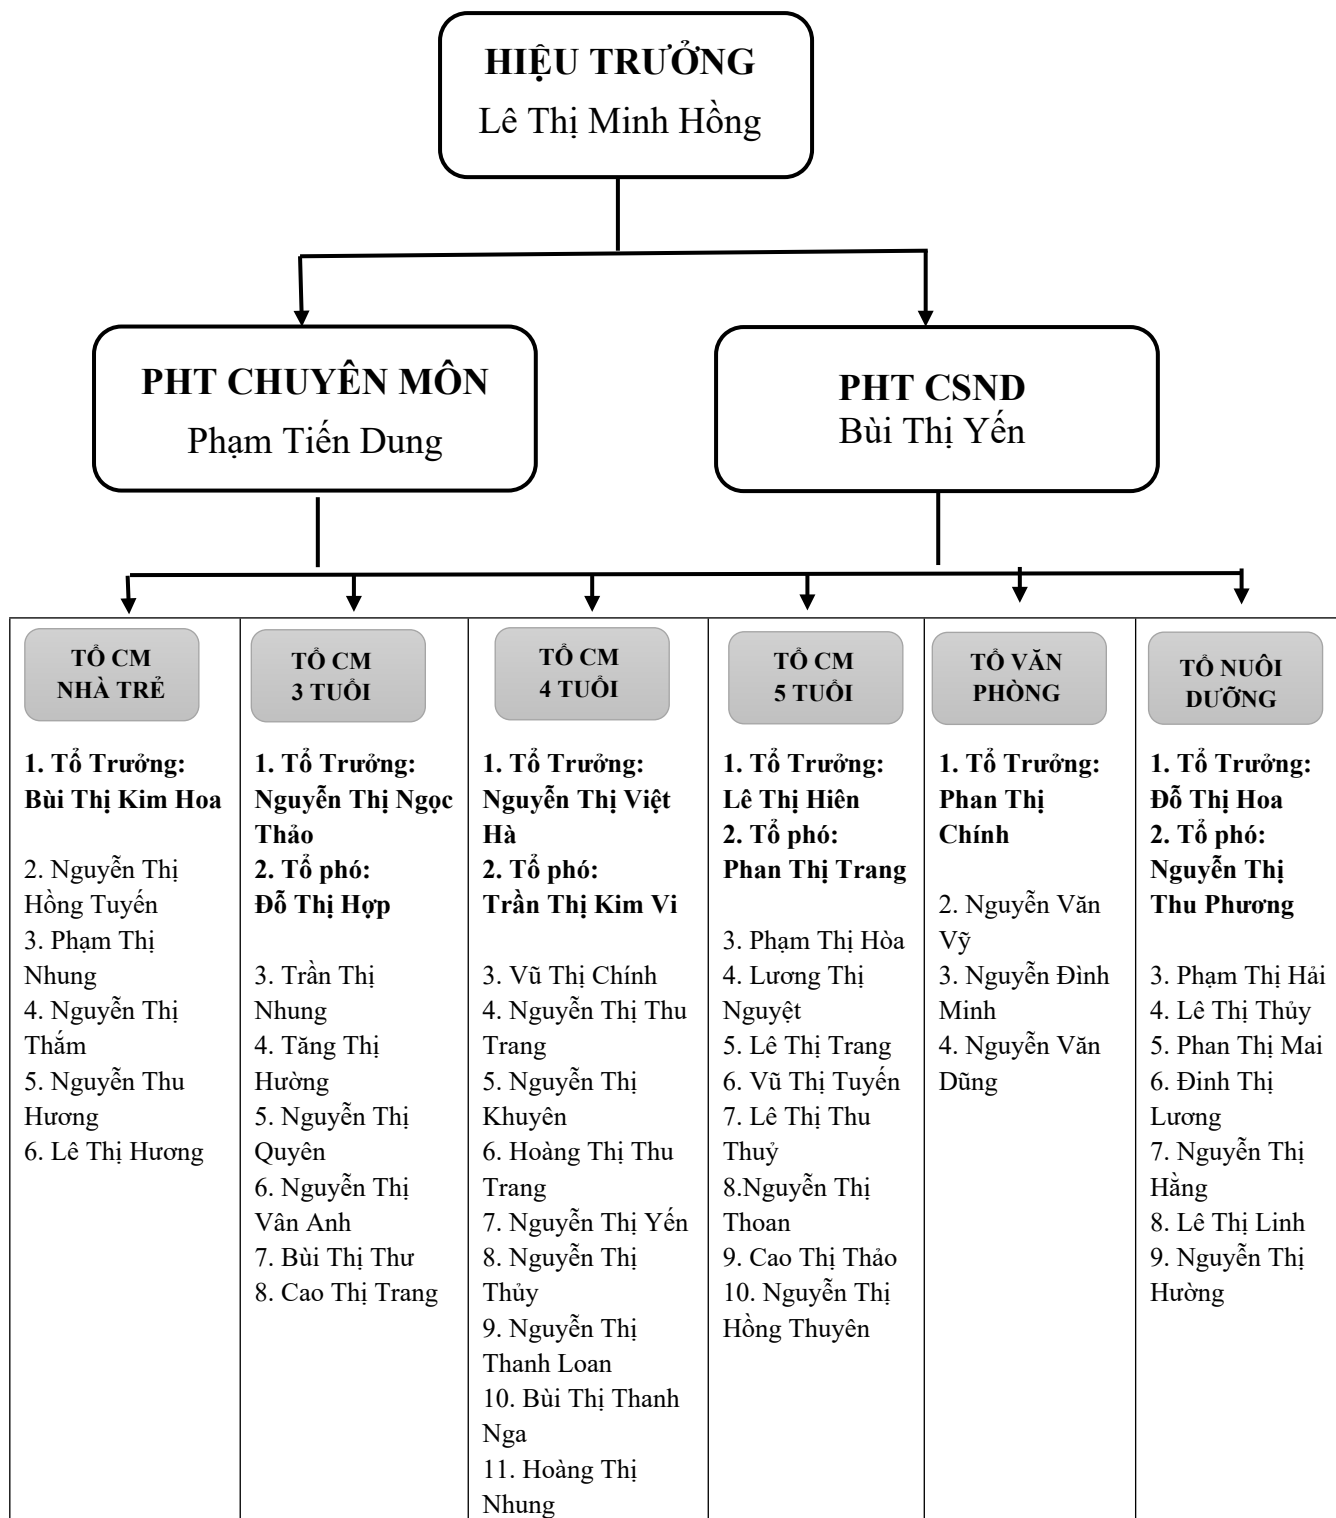 HIỆU TRƯỞNG
Lê Thị Minh Hồng
PHT CHUYÊN MÔN
Phạm Tiến Dung
PHT CSND
Bùi Thị Yến
TỔ CM
NHÀ TRẺ
1. Tổ Trưởng:
Bùi Thị Kim Hoa
2. Nguyễn Thị
Hồng Tuyến
3. Phạm Thị
Nhung
4. Nguyễn Thị
Thắm
5. Nguyễn Thu
Hương
6. Lê Thị Hương
TỔ CM
3 TUỔI
1. Tổ Trưởng:
Nguyễn Thị Ngọc
Thảo
2. Tổ phó:
Đỗ Thị Hợp
3. Trần Thị
Nhung
4. Tăng Thị
Hường
5. Nguyễn Thị
Quyên
6. Nguyễn Thị
Vân Anh
7. Bùi Thị Thư
8. Cao Thị Trang
TỔ CM
4 TUỔI
1. Tổ Trưởng:
Nguyễn Thị Việt
Hà
2. Tổ phó:
Trần Thị Kim Vi
3. Vũ Thị Chính
4. Nguyễn Thị Thu
Trang
5. Nguyễn Thị
Khuyên
6. Hoàng Thị Thu
Trang
7. Nguyễn Thị Yến
8. Nguyễn Thị
Thủy
9. Nguyễn Thị
Thanh Loan
10. Bùi Thị Thanh
Nga
11. Hoàng Thị
Nhung
TỔ CM
5 TUỔI
1. Tổ Trưởng:
Lê Thị Hiên
2. Tổ phó:
Phan Thị Trang
3. Phạm Thị Hòa
4. Lương Thị
Nguyệt
5. Lê Thị Trang
6. Vũ Thị Tuyến
7. Lê Thị Thu
Thuỷ
8.Nguyễn Thị
Thoan
9. Cao Thị Thảo
10. Nguyễn Thị
Hồng Thuyên
TỔ VĂN
PHÒNG
1. Tổ Trưởng:
Phan Thị
Chính
2. Nguyễn Văn
Vỹ
3. Nguyễn Đình
Minh
4. Nguyễn Văn
Dũng
TỔ NUÔI
DƯỠNG
1. Tổ Trưởng:
Đỗ Thị Hoa
2. Tổ phó:
Nguyễn Thị
Thu Phương
3. Phạm Thị Hải
4. Lê Thị Thủy
5. Phan Thị Mai
6. Đinh Thị
Lương
7. Nguyễn Thị
Hằng
8. Lê Thị Linh
9. Nguyễn Thị
Hường